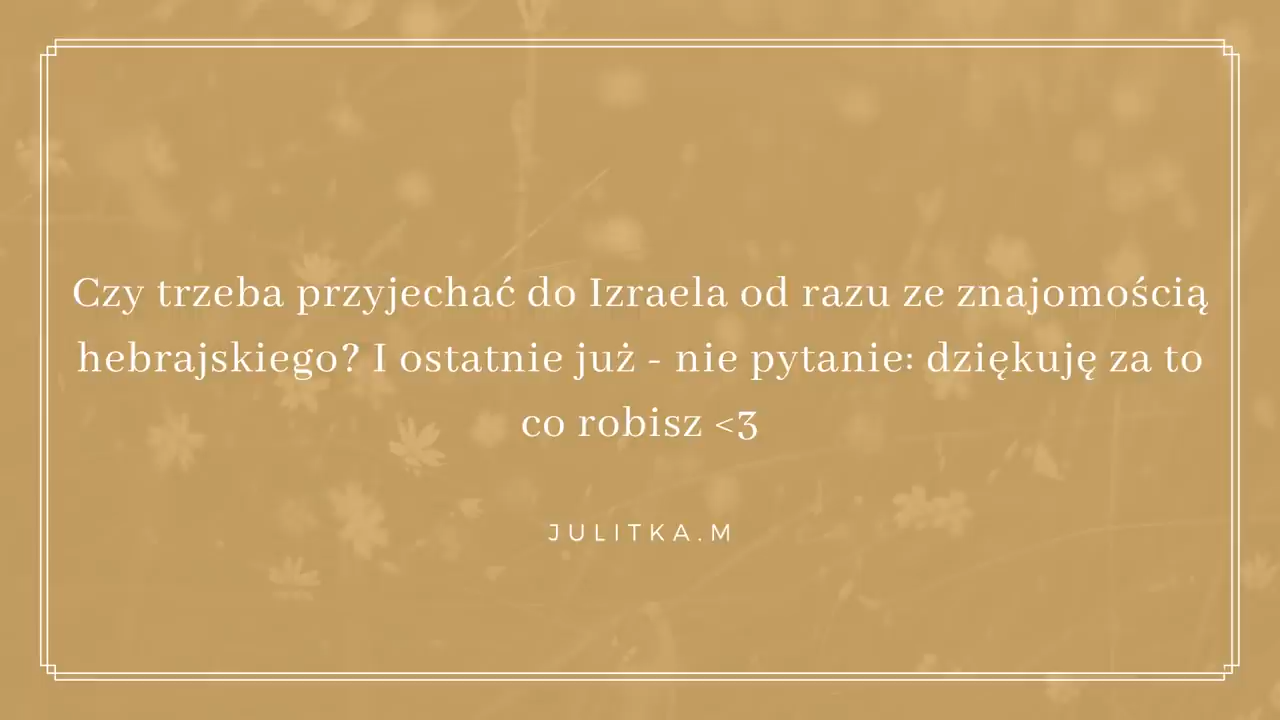 Czy trzeba przyjechać do Izraela od razu ze znajomością
hebrajskiego? I ostatnie już - nie pytanie: dziękuję za to
co robisz <3
JULITKA.M